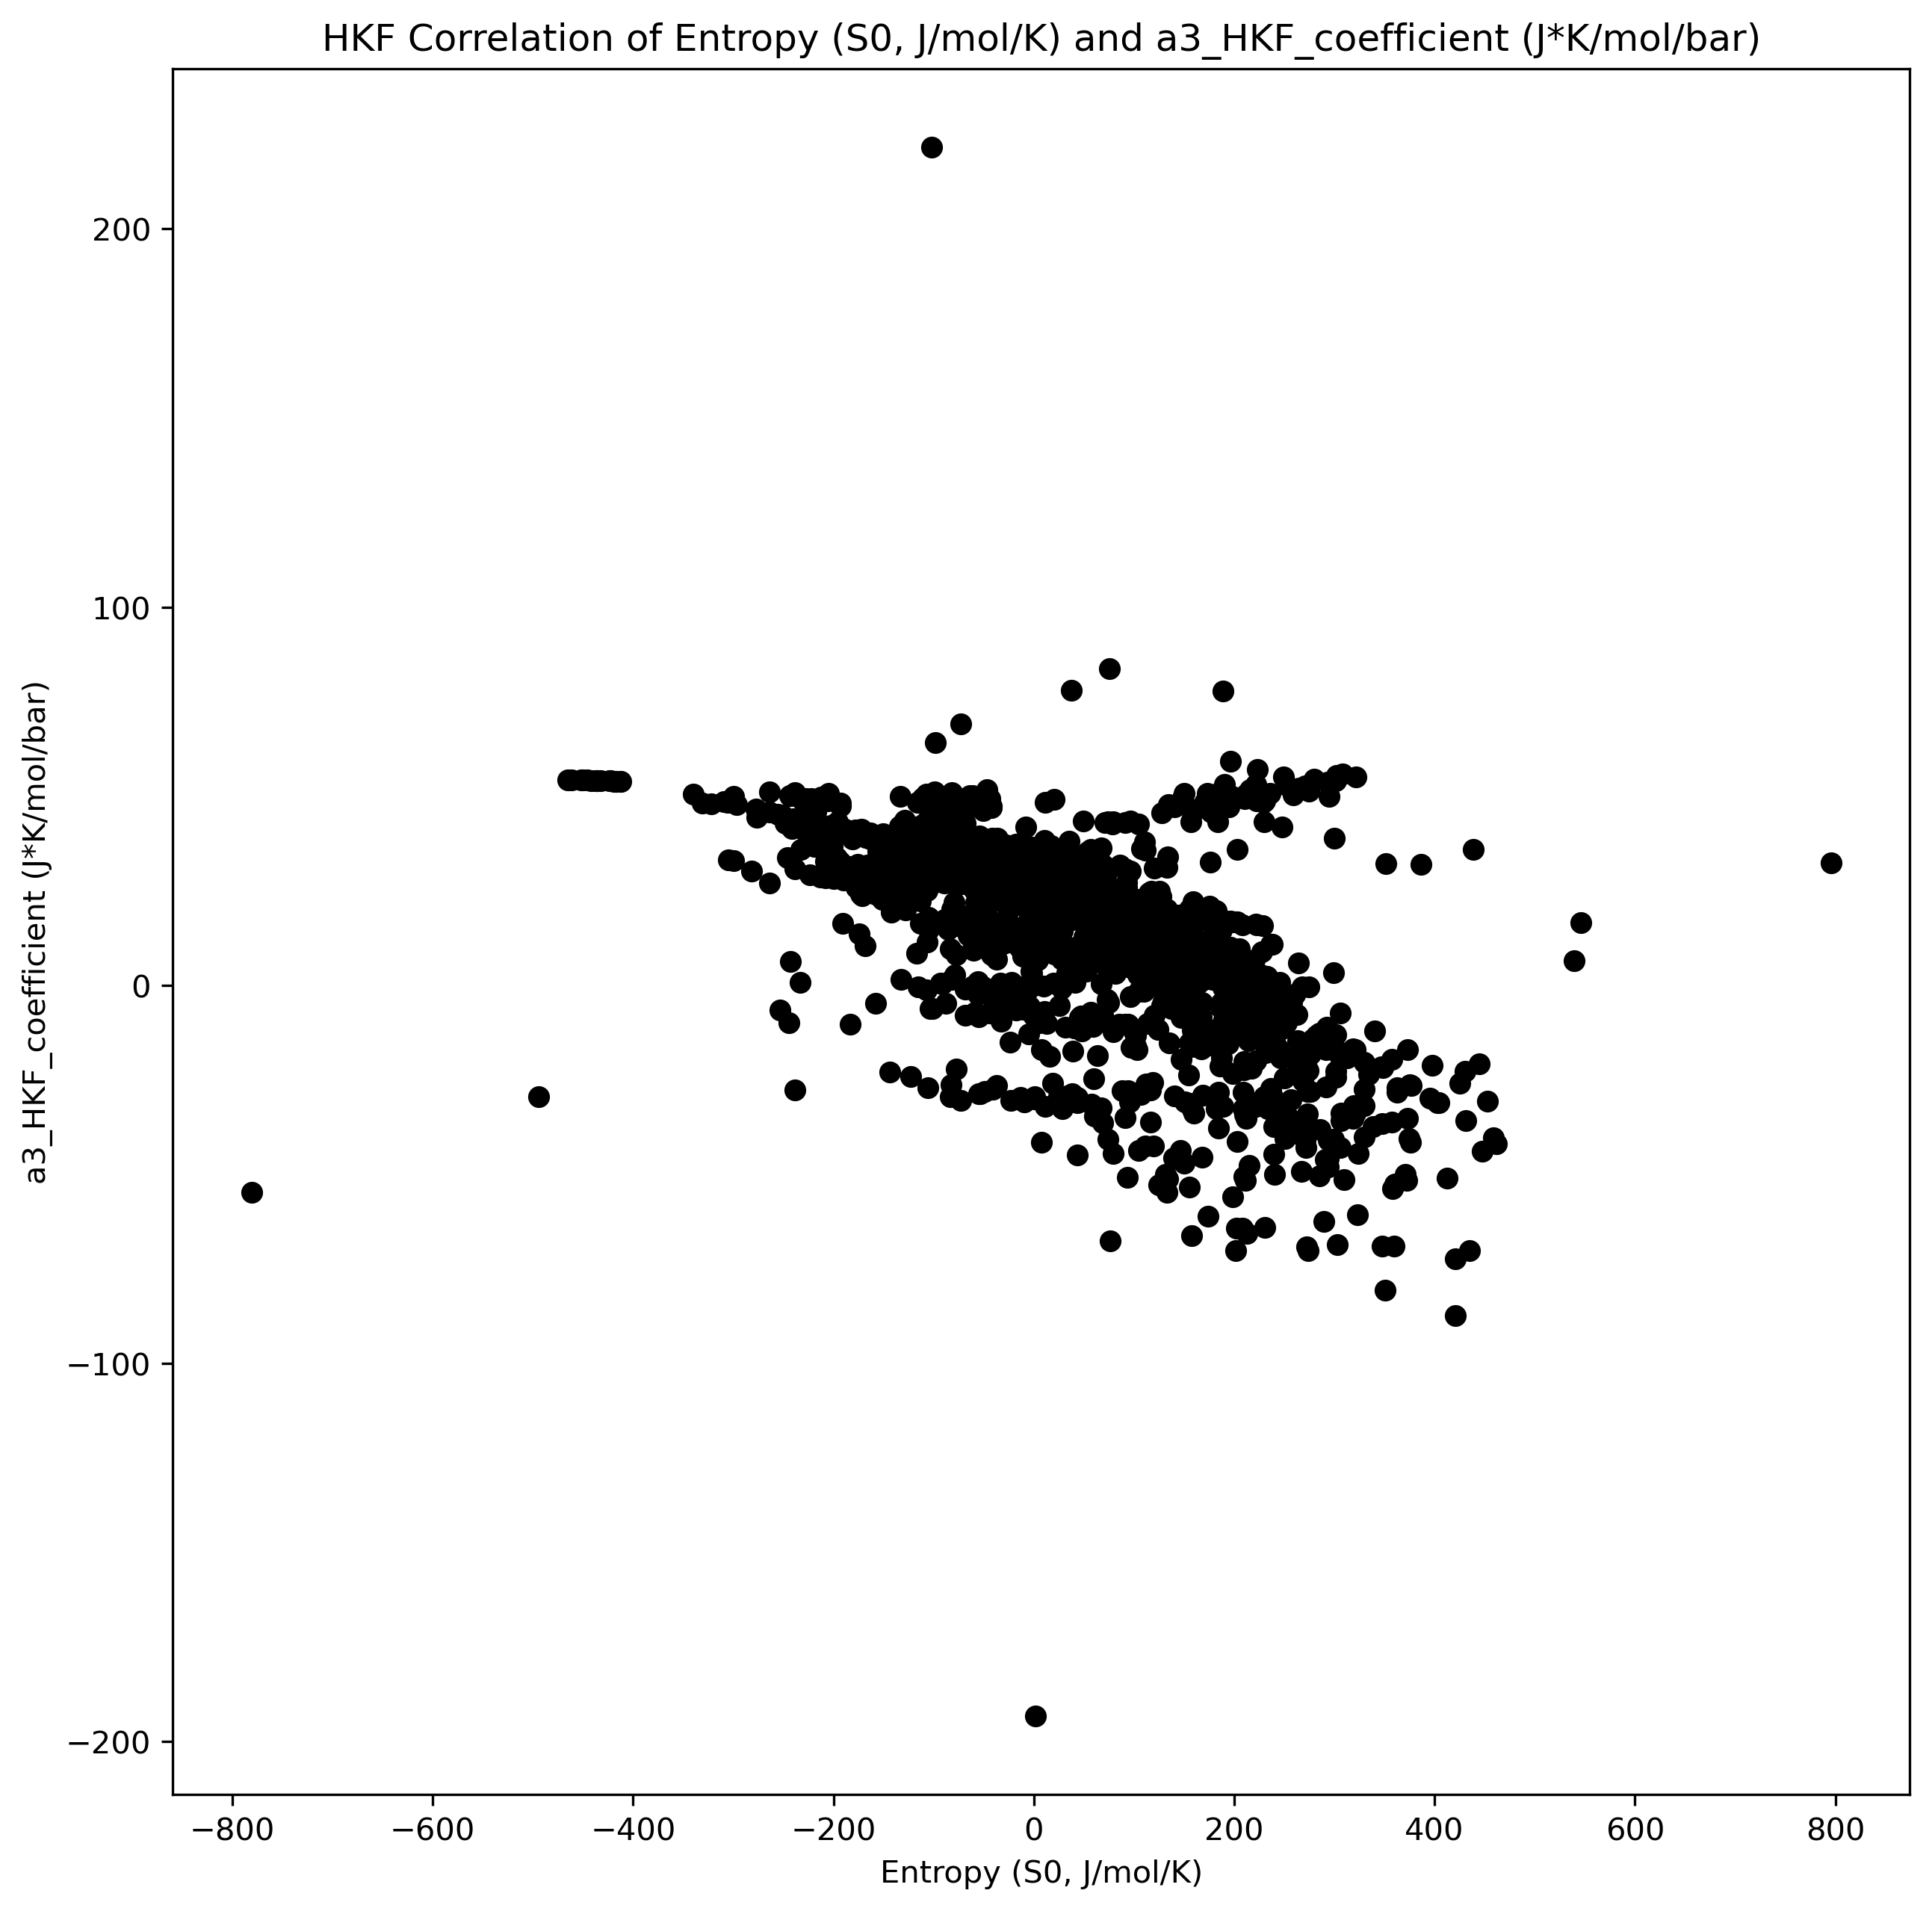 HKF Correlation of Entropy (S0, J/mol/K) and a3_HKF_coefficient (J*K/mol/bar)
a3_HKF_coefficient (J*K/mol/bar)
200
100
0
−100
−200
−800 −600 −400 −200 0 200 400 600 800
Entropy (S0, J/mol/K)